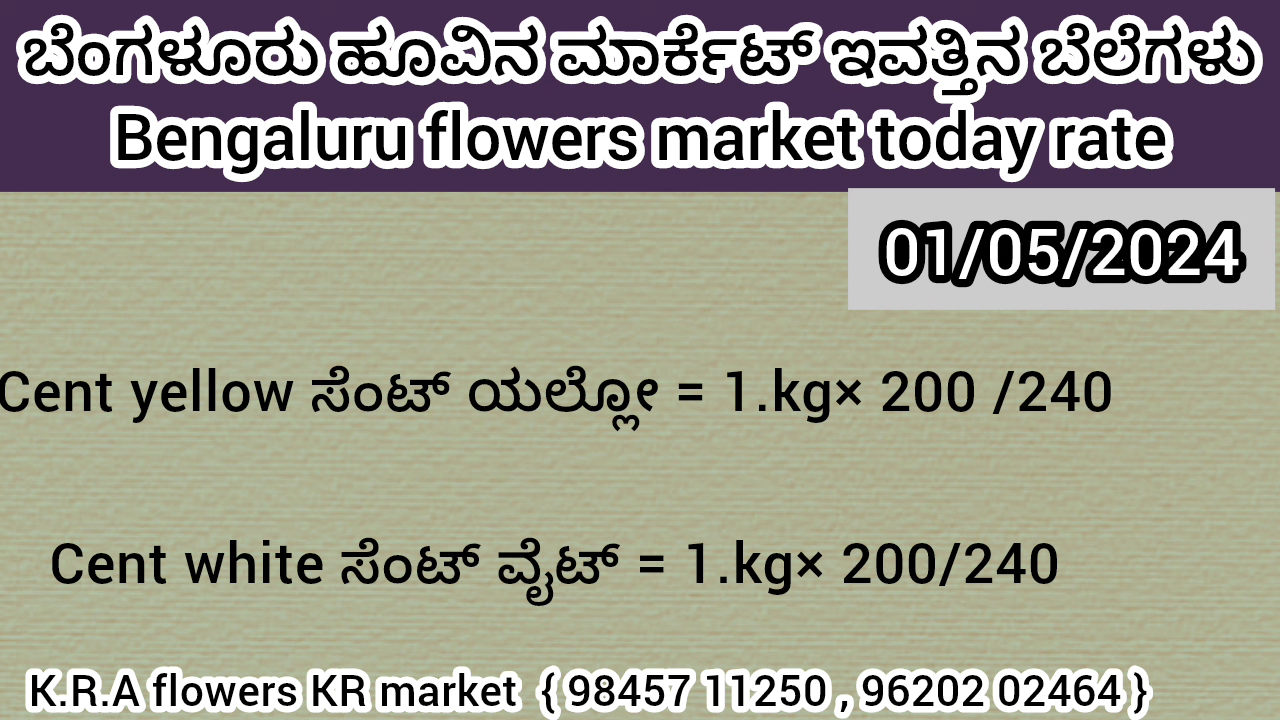 ಬೆಂಗಳೂರು ಹೂವಿನ ಮಾರ್ಕೆಟ್ ಇವತ್ತಿನ ಬೆಲೆಗಳು
Bengaluru flowers market today rate
01/05/2024
Cent yellow ಸೆಂಟ್ ಯಲ್ಲೋ = 1.kg× 200 /240
Cent white ಸೆಂಟ್ ವೈಟ್ = 1.kg× 200/240
K.R.A flowers KR market { 98457 11250 , 96202 02464 }